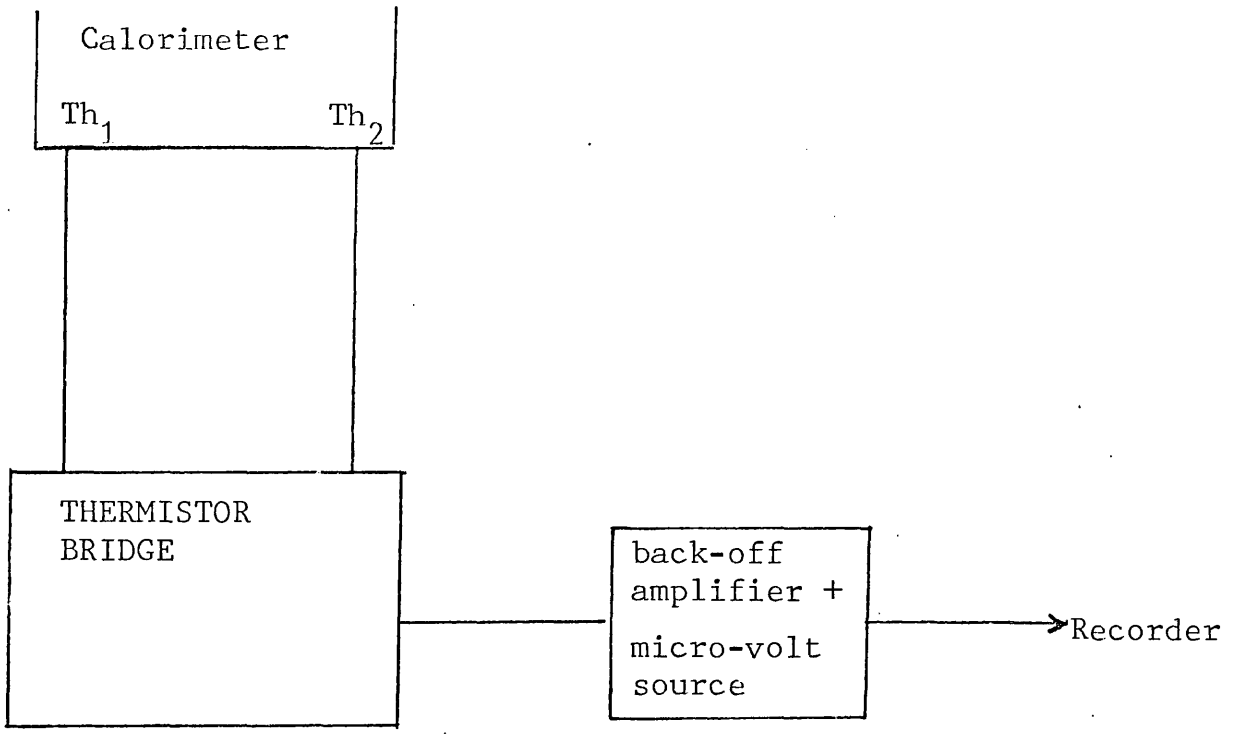 Calorimeter
Th₁ Th₂
THERMISTOR
BRIDGE
back-off
amplifier +
micro-volt
source
Recorder